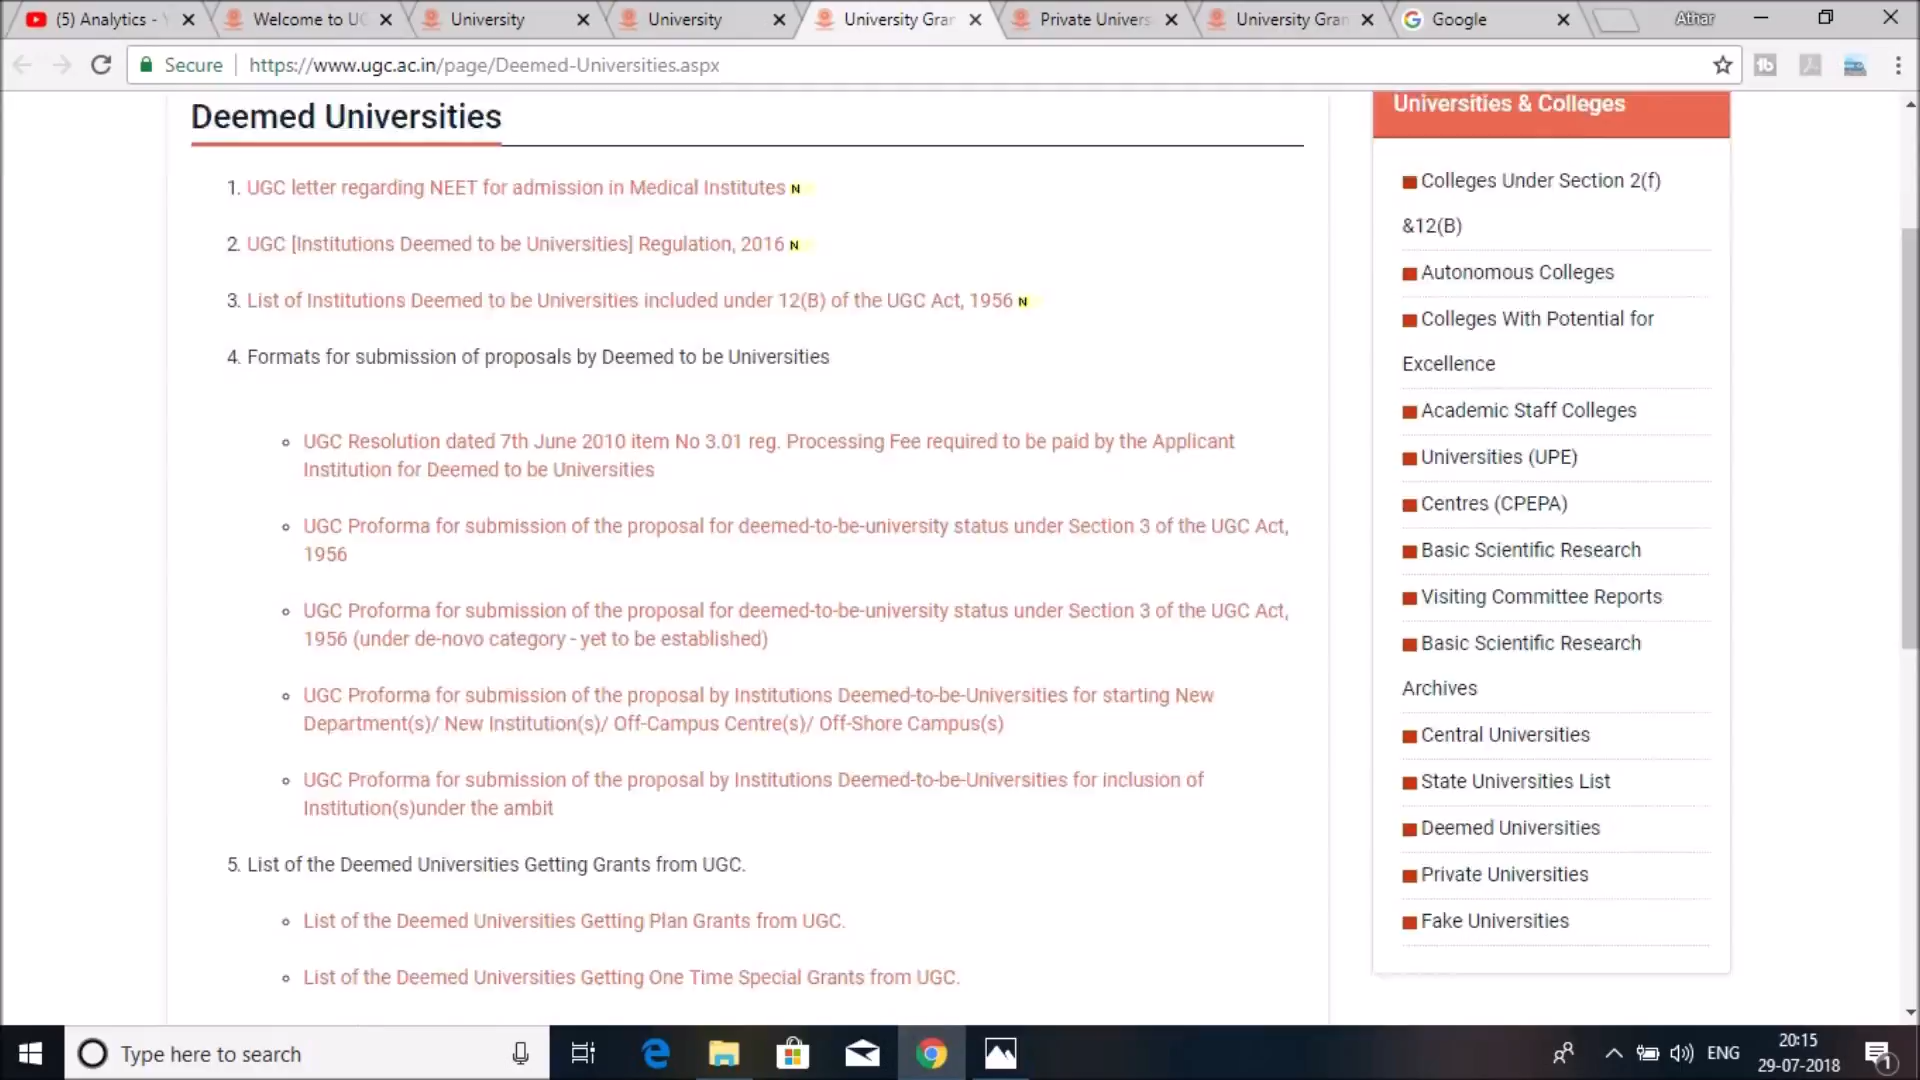 (5) Analytics -
Welcome to UG
University
University
University Gran
Private Univers
University Gran
Google
Athar
Secure
https://www.ugc.ac.in/page/Deemed-Universities.aspx
Deemed Universities
1. UGC letter regarding NEET for admission in Medical Institutes N
2. UGC [Institutions Deemed to be Universities] Regulation, 2016 N
3. List of Institutions Deemed to be Universities included under 12(B) of the UGC Act, 1956 N
4. Formats for submission of proposals by Deemed to be Universities
UGC Resolution dated 7th June 2010 item No 3.01 reg. Processing Fee required to be paid by the Applicant
Institution for Deemed to be Universities
UGC Proforma for submission of the proposal for deemed-to-be-university status under Section 3 of the UGC Act,
1956
UGC Proforma for submission of the proposal for deemed-to-be-university status under Section 3 of the UGC Act,
1956 (under de-novo category - yet to be established)
UGC Proforma for submission of the proposal by Institutions Deemed-to-be-Universities for starting New
Department(s)/ New Institution(s)/ Off-Campus Centre(s)/ Off-Shore Campus(s)
UGC Proforma for submission of the proposal by Institutions Deemed-to-be-Universities for inclusion of
Institution(s)under the ambit
5. List of the Deemed Universities Getting Grants from UGC.
List of the Deemed Universities Getting Plan Grants from UGC.
List of the Deemed Universities Getting One Time Special Grants from UGC.
Universities & Colleges
Colleges Under Section 2(f)
&12(B)
Autonomous Colleges
Colleges With Potential for
Excellence
Academic Staff Colleges
Universities (UPE)
Centres (CPEPA)
Basic Scientific Research
Visiting Committee Reports
Basic Scientific Research
Archives
Central Universities
State Universities List
Deemed Universities
Private Universities
Fake Universities
Type here to search
ENG
20:15
29-07-2018
1